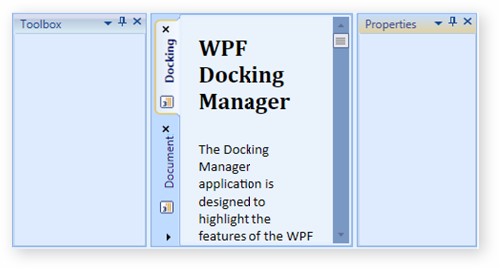 Toolbox
Docking
Document
WPF
Docking
Manager
The Docking
Manager
application is
designed to
highlight the
features of the WPF
Properties